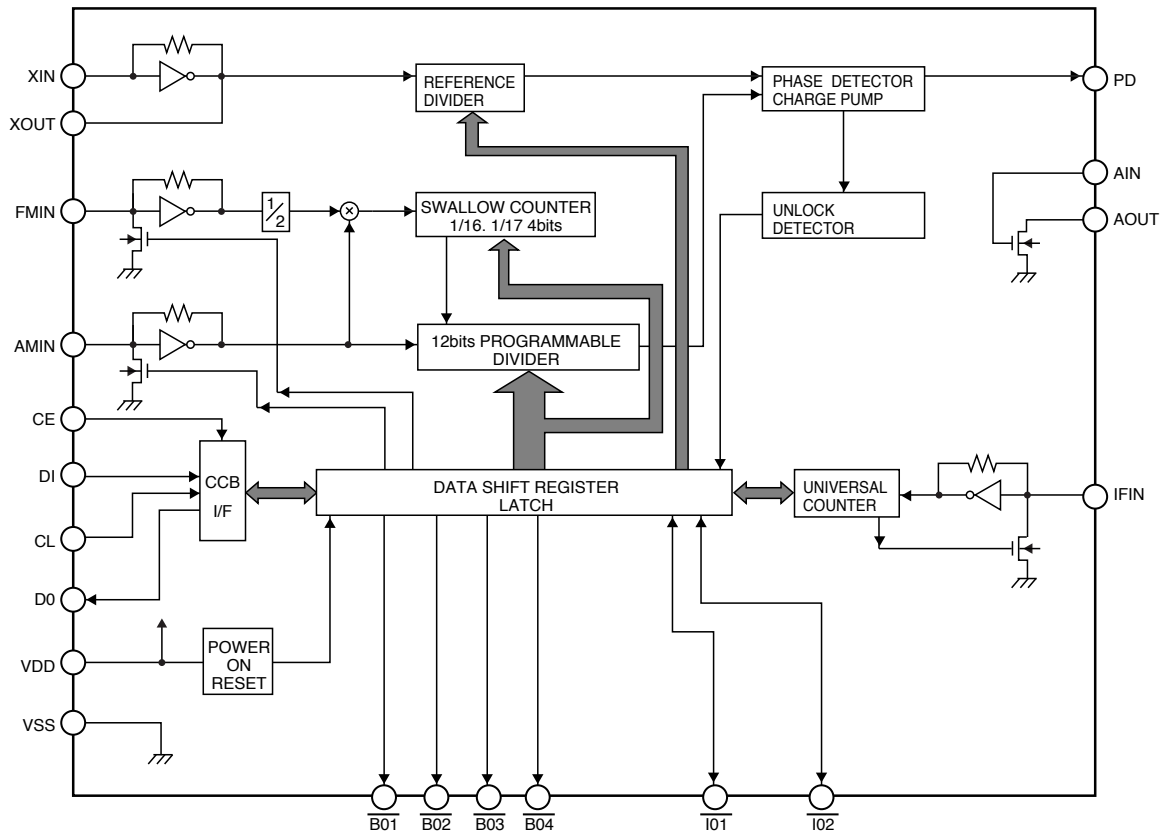 XIN
REFERENCE
DIVIDER
PHASE DETECTOR
CHARGE PUMP
PD
XOUT
AIN
FMIN
1
2
×
SWALLOW COUNTER
1/16. 1/17 4bits
UNLOCK
DETECTOR
AOUT
AMIN
12bits PROGRAMMABLE
DIVIDER
CE
DI
CCB
I/F
DATA SHIFT REGISTER
LATCH
UNIVERSAL
COUNTER
IFIN
CL
D0
VDD
POWER
ON
RESET
VSS
B01
B02
B03
B04
I01
I02